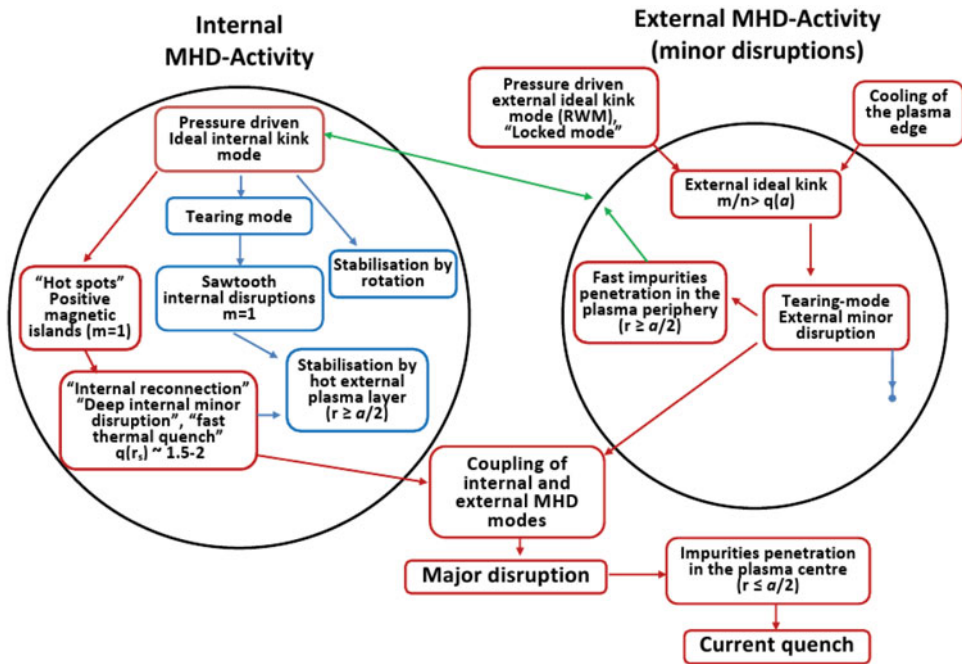 Internal
MHD-Activity
External MHD-Activity
(minor disruptions)
Pressure driven
Ideal internal kink
mode
Tearing mode
"Hot spots"
Positive
magnetic
islands (m=1)
Sawtooth
internal disruptions
m=1
Stabilisation by
rotation
Stabilisation by
hot external
plasma layer
(r ≥ a/2)
"Internal reconnection"
"Deep internal minor
disruption", "fast
thermal quench"
q(rₛ) ~ 1.5-2
Pressure driven
external ideal kink
mode (RWM),
"Locked mode"
Cooling of
the plasma
edge
External ideal kink
m/n> q(a)
Fast impurities
penetration in the
plasma periphery
(r ≥ a/2)
Tearing-mode
External minor
disruption
Coupling of
internal and
external MHD
modes
Major disruption
Impurities penetration
in the plasma centre
(r ≤ a/2)
Current quench